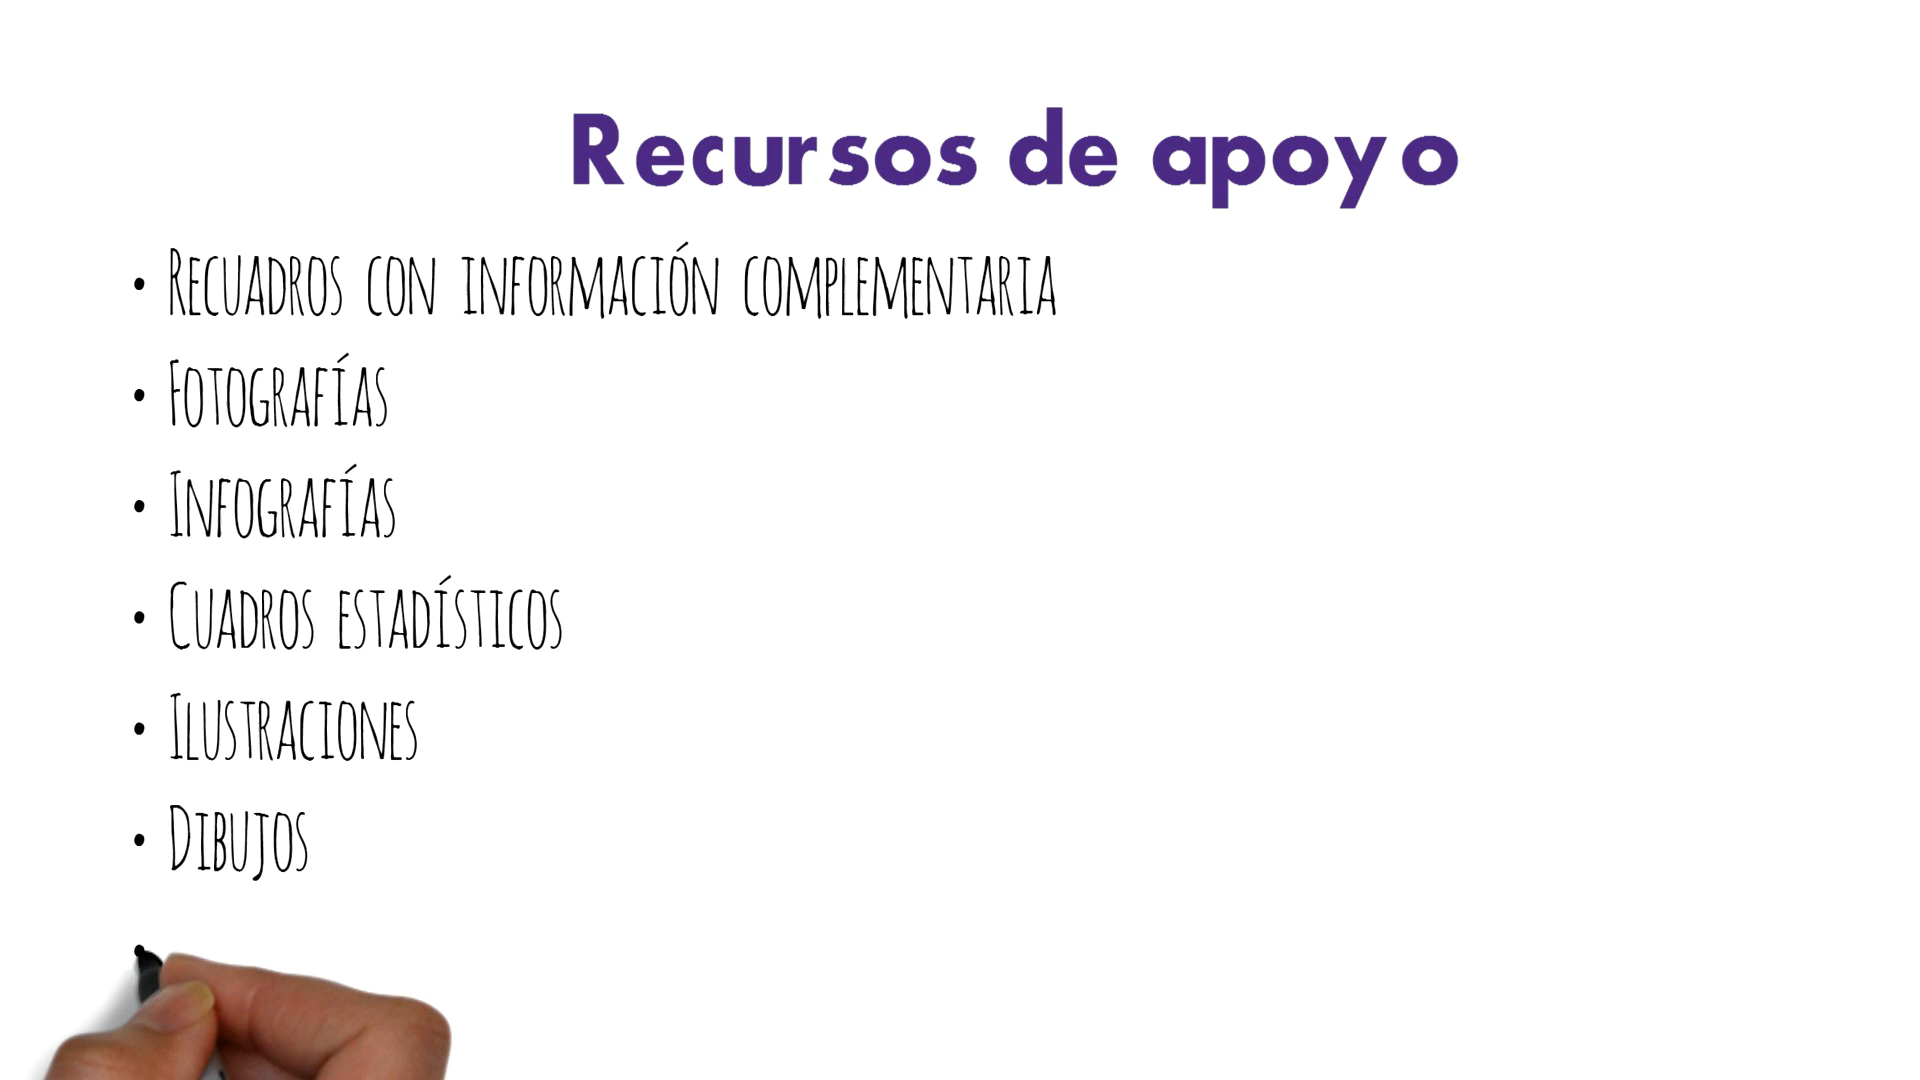 Recursos de apoyo
• Recuadros con información complementaria
• Fotografías
• Infografías
• Cuadros estadísticos
• Ilustraciones
• Dibujos
•